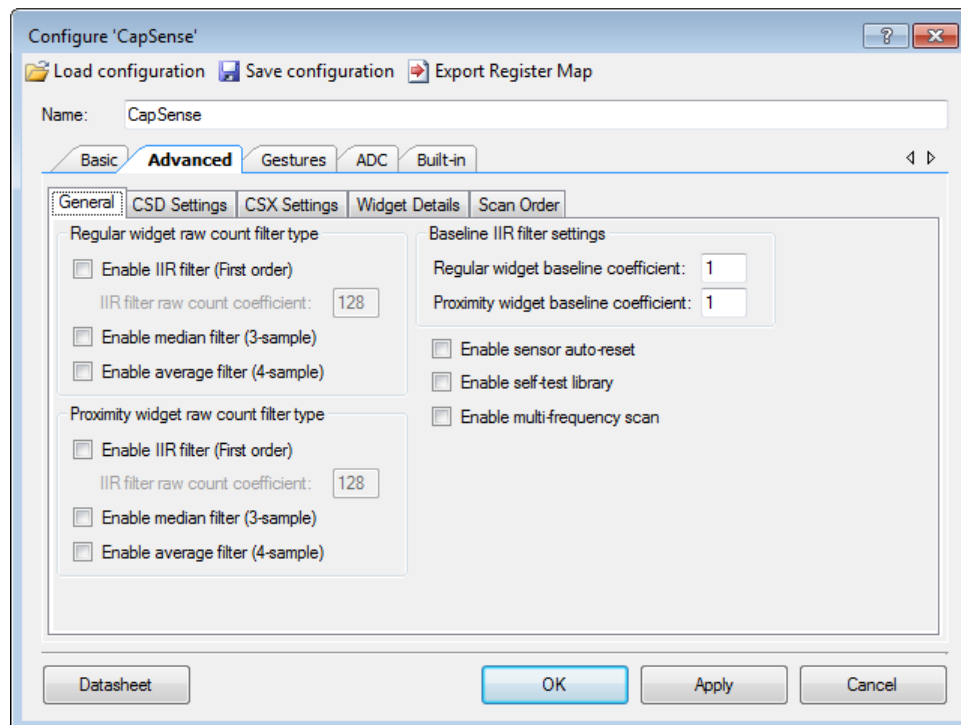 Configure 'CapSense'
Load configuration Save configuration Export Register Map
Name: CapSense
Basic Advanced Gestures ADC Built-in
General CSD Settings CSX Settings Widget Details Scan Order
Regular widget raw count filter type
Enable IIR filter (First order)
IIR filter raw count coefficient: 128
Enable median filter (3-sample)
Enable average filter (4-sample)
Proximity widget raw count filter type
Enable IIR filter (First order)
IIR filter raw count coefficient: 128
Enable median filter (3-sample)
Enable average filter (4-sample)
Baseline IIR filter settings
Regular widget baseline coefficient: 1
Proximity widget baseline coefficient: 1
Enable sensor auto-reset
Enable self-test library
Enable multi-frequency scan
Datasheet OK Apply Cancel